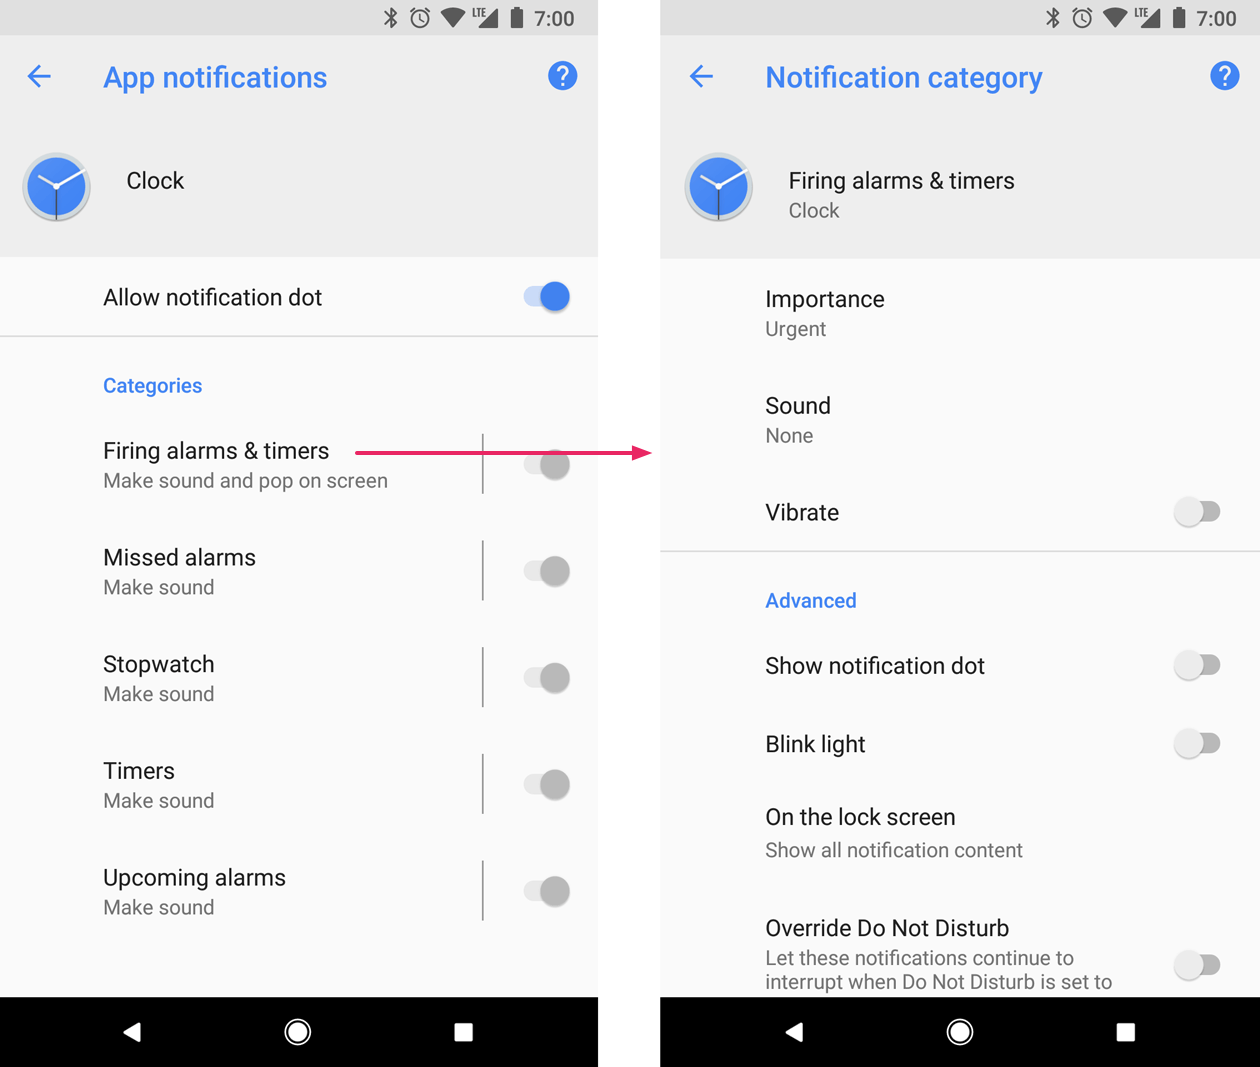 LTE 7:00
App notifications ?
Clock
Allow notification dot
Categories
Firing alarms & timers
Make sound and pop on screen
Missed alarms
Make sound
Stopwatch
Make sound
Timers
Make sound
Upcoming alarms
Make sound
LTE 7:00
Notification category ?
Firing alarms & timers
Clock
Importance
Urgent
Sound
None
Vibrate
Advanced
Show notification dot
Blink light
On the lock screen
Show all notification content
Override Do Not Disturb
Let these notifications continue to
interrupt when Do Not Disturb is set to